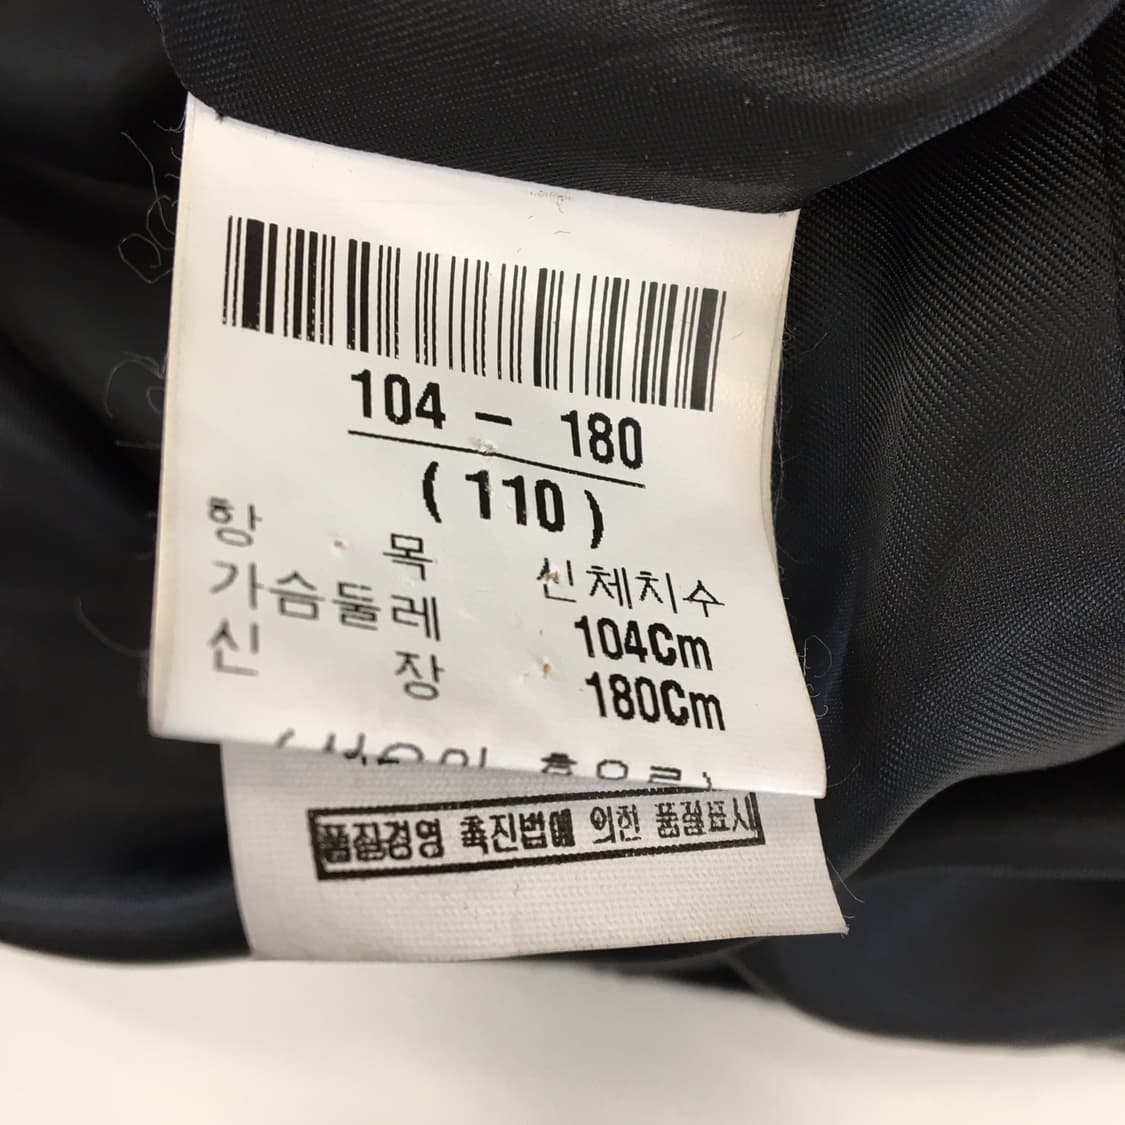 104 - 180
( 110 )
항 목 신체치수
가슴둘레 104Cm
신 장 180Cm
품질경영 촉진법에 의한 품질표시